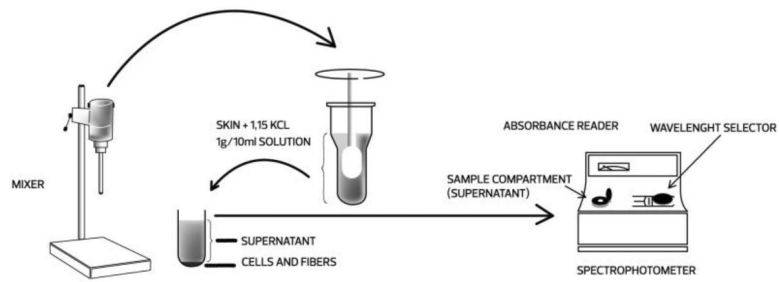 SKIN + 1,15 KCL
1g/10ml SOLUTION
MIXER
ABSORBANCE READER
WAVELENGHT SELECTOR
SAMPLE COMPARTMENT
(SUPERNATANT)
SUPERNATANT
CELLS AND FIBERS
SPECTROPHOTOMETER